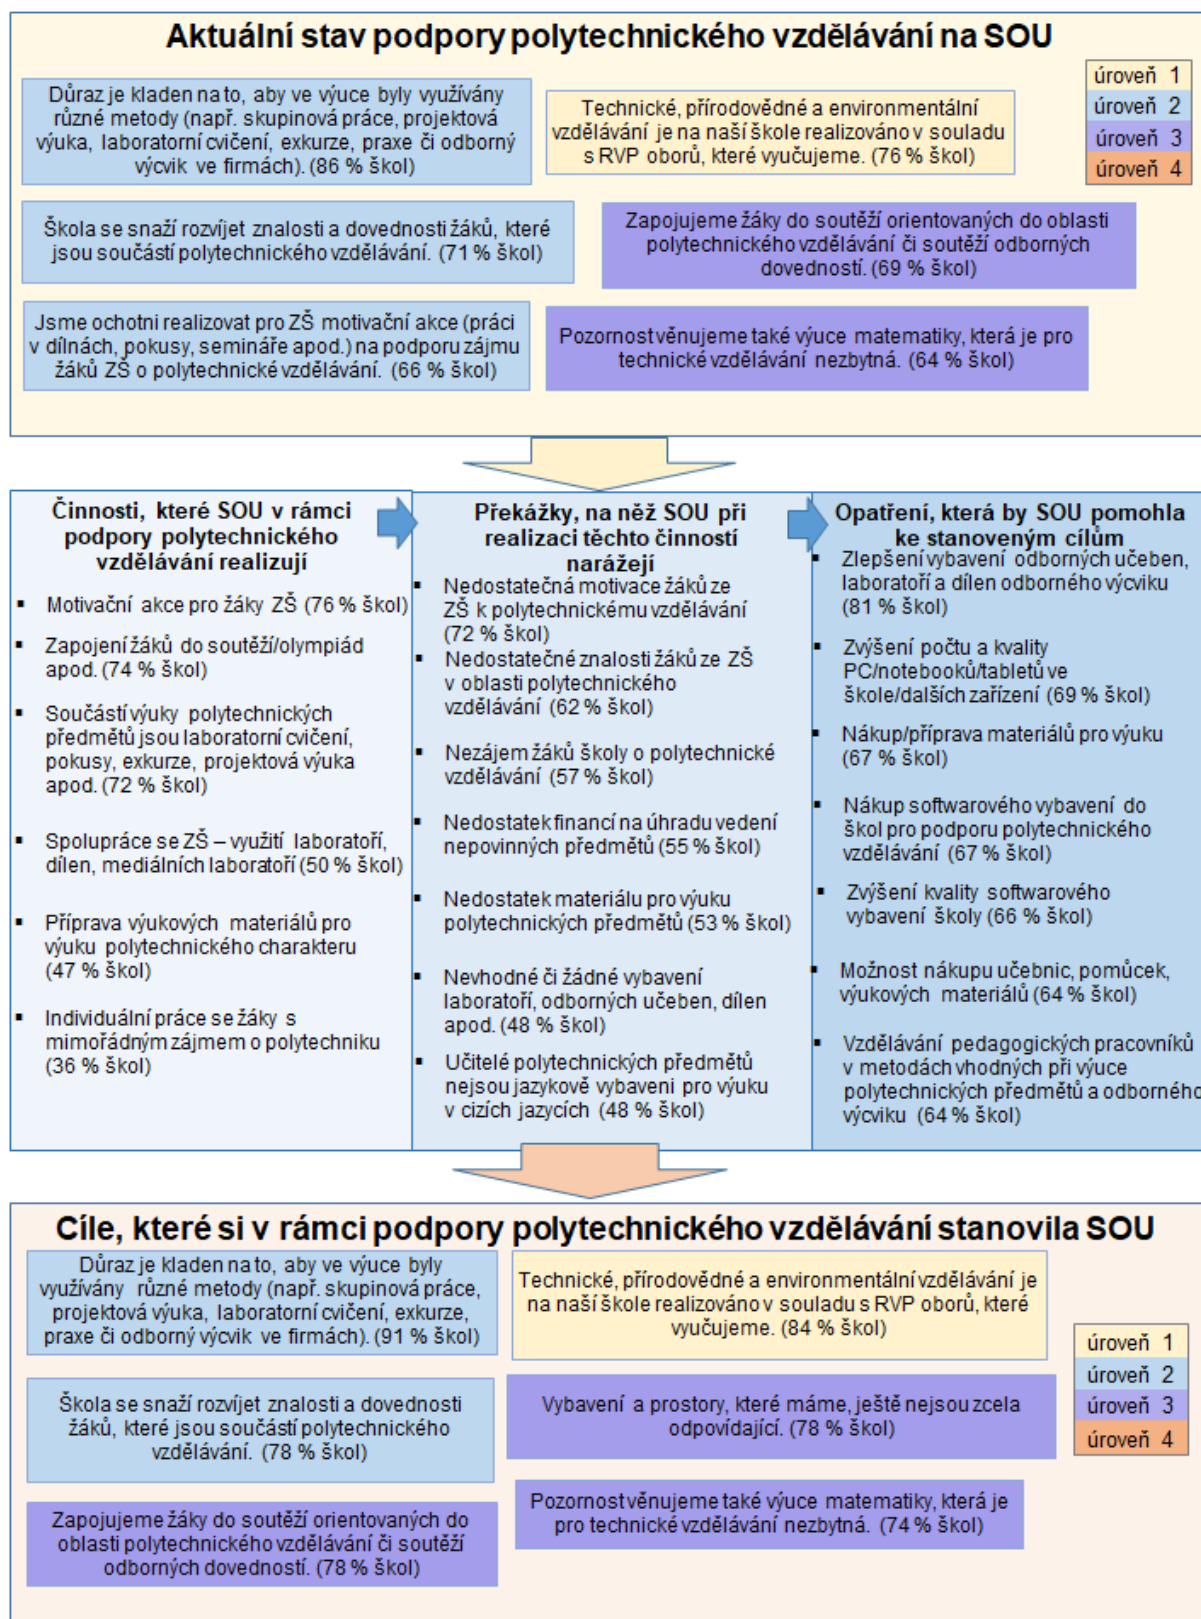 Aktuální stav podpory polytechnického vzdělávání na SOU
úroveň 1
úroveň 2
úroveň 3
úroveň 4
Důraz je kladen na to, aby ve výuce byly využívány
různé metody (např. skupinová práce, projektová
výuka, laboratorní cvičení, exkurze, praxe či odborný
výcvik ve firmách). (86 % škol)
Technické, přírodovědné a environmentální
vzdělávání je na naší škole realizováno v souladu
s RVP oborů, které vyučujeme. (76 % škol)
Škola se snaží rozvíjet znalosti a dovednosti žáků, které
jsou součástí polytechnického vzdělávání. (71 % škol)
Zapojujeme žáky do soutěží orientovaných do oblasti
polytechnického vzdělávání či soutěží odborných
dovedností. (69 % škol)
Jsme ochotni realizovat pro ZŠ motivační akce (práci
v dílnách, pokusy, semináře apod.) na podporu zájmu
žáků ZŠ o polytechnické vzdělávání. (66 % škol)
Pozornost věnujeme také výuce matematiky, která je pro
technické vzdělávání nezbytná. (64 % škol)
Činnosti, které SOU v rámci
podpory polytechnického
vzdělávání realizují
▪ Motivační akce pro žáky ZŠ (76 % škol)
▪ Zapojení žáků do soutěží/olympiád
apod. (74 % škol)
▪ Součástí výuky polytechnických
předmětů jsou laboratorní cvičení,
pokusy, exkurze, projektová výuka
apod. (72 % škol)
▪ Spolupráce se ZŠ – využití laboratoří,
dílen, mediálních laboratoří (50 % škol)
▪ Příprava výukových materiálů pro
výuku polytechnického charakteru
(47 % škol)
▪ Individuální práce se žáky s
mimořádným zájmem o polytechniku
(36 % škol)
Překážky, na něž SOU při
realizaci těchto činností
narážejí
▪ Nedostatečná motivace žáků ze
ZŠ k polytechnickému vzdělávání
(72 % škol)
▪ Nedostatečné znalosti žáků ze ZŠ
v oblasti polytechnického
vzdělávání (62 % škol)
▪ Nezájem žáků školy o polytechnické
vzdělávání (57 % škol)
▪ Nedostatek financí na úhradu vedení
nepovinných předmětů (55 % škol)
▪ Nedostatek materiálu pro výuku
polytechnických předmětů (53 % škol)
▪ Nevhodné či žádné vybavení
laboratoří, odborných učeben, dílen
apod. (48 % škol)
▪ Učitelé polytechnických předmětů
nejsou jazykově vybaveni pro výuku
v cizích jazycích (48 % škol)
Opatření, která by SOU pomohla
ke stanoveným cílům
▪ Zlepšení vybavení odborných učeben,
laboratoří a dílen odborného výcviku
(81 % škol)
▪ Zvýšení počtu a kvality
PC/notebooků/tabletů ve
škole/dalších zařízení (69 % škol)
▪ Nákup/příprava materiálů pro výuku
(67 % škol)
▪ Nákup softwarového vybavení do
škol pro podporu polytechnického
vzdělávání (67 % škol)
▪ Zvýšení kvality softwarového
vybavení školy (66 % škol)
▪ Možnost nákupu učebnic, pomůcek,
výukových materiálů (64 % škol)
▪ Vzdělávání pedagogických pracovníků
v metodách vhodných při výuce
polytechnických předmětů a odborného
výcviku (64 % škol)
Cíle, které si v rámci podpory polytechnického vzdělávání stanovila SOU
Důraz je kladen na to, aby ve výuce byly
využívány různé metody (např. skupinová práce,
projektová výuka, laboratorní cvičení, exkurze,
praxe či odborný výcvik ve firmách). (91 % škol)
Technické, přírodovědné a environmentální vzdělávání je
na naší škole realizováno v souladu s RVP oborů, které
vyučujeme. (84 % škol)
úroveň 1
úroveň 2
úroveň 3
úroveň 4
Škola se snaží rozvíjet znalosti a dovednosti
žáků, které jsou součástí polytechnického
vzdělávání. (78 % škol)
Vybavení a prostory, které máme, ještě nejsou zcela
odpovídající. (78 % škol)
Zapojujeme žáky do soutěží orientovaných do
oblasti polytechnického vzdělávání či soutěží
odborných dovedností. (78 % škol)
Pozornost věnujeme také výuce matematiky, která je
pro technické vzdělávání nezbytná. (74 % škol)